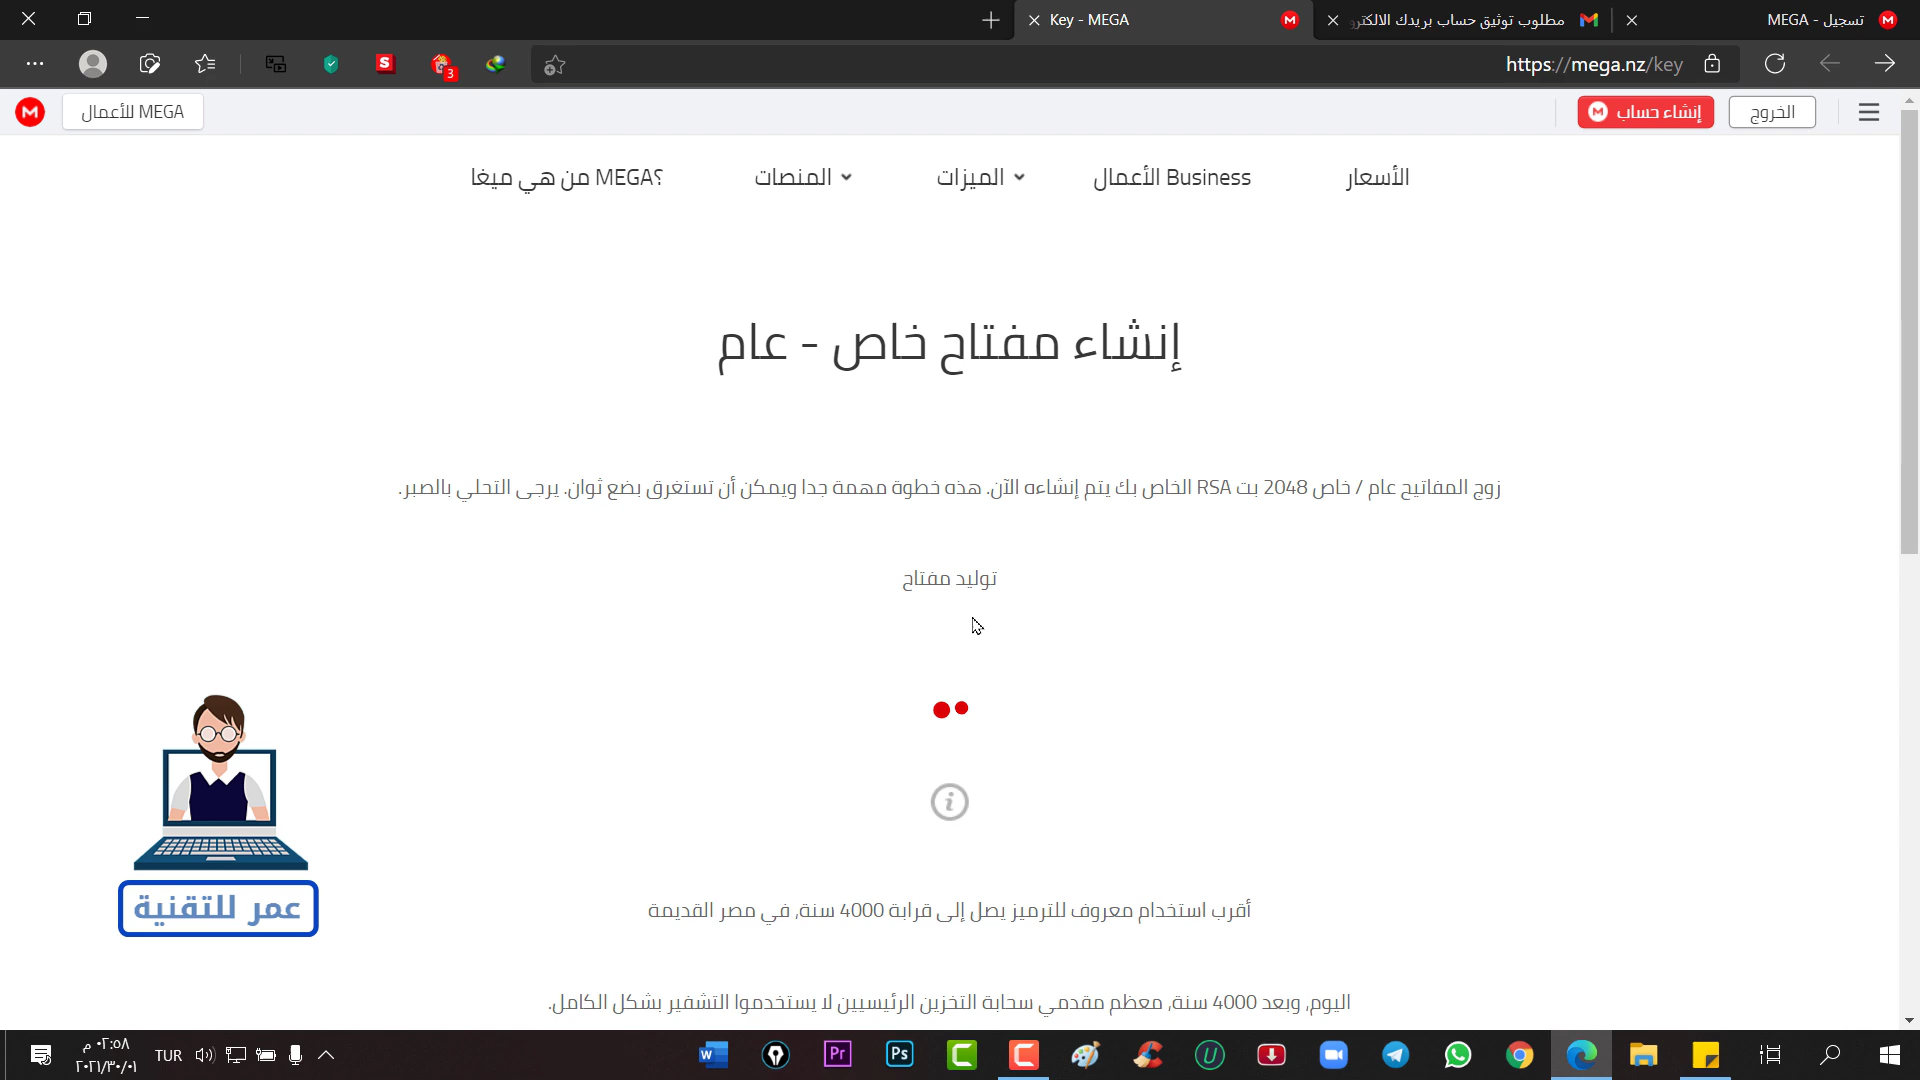 تسجيل - MEGA
مطلوب توثيق حساب بريدك الالكترو
Key - MEGA
https://mega.nz/key
3
الخروج
إنشاء حساب
MEGA للأعمال
الأسعار
Business الأعمال
الميزات
المنصات
من هي ميغا MEGA؟
إنشاء مفتاح خاص - عام
زوج المفاتيح عام / خاص 2048 بت RSA الخاص بك يتم إنشاءه الآن. هذه خطوة مهمة جدا ويمكن أن تستغرق بضع ثوان. يرجى التحلي بالصبر.
توليد مفتاح
أقرب استخدام معروف للترميز يصل إلى قرابة 4000 سنة، في مصر القديمة
اليوم, وبعد 4000 سنة, معظم مقدمي سحابة التخزين الرئيسيين لا يستخدموا التشفير بشكل الكامل.
عمر للتقنية
TUR
٠٢:٥٨ م
٢٠٢١/٣٠/٠١